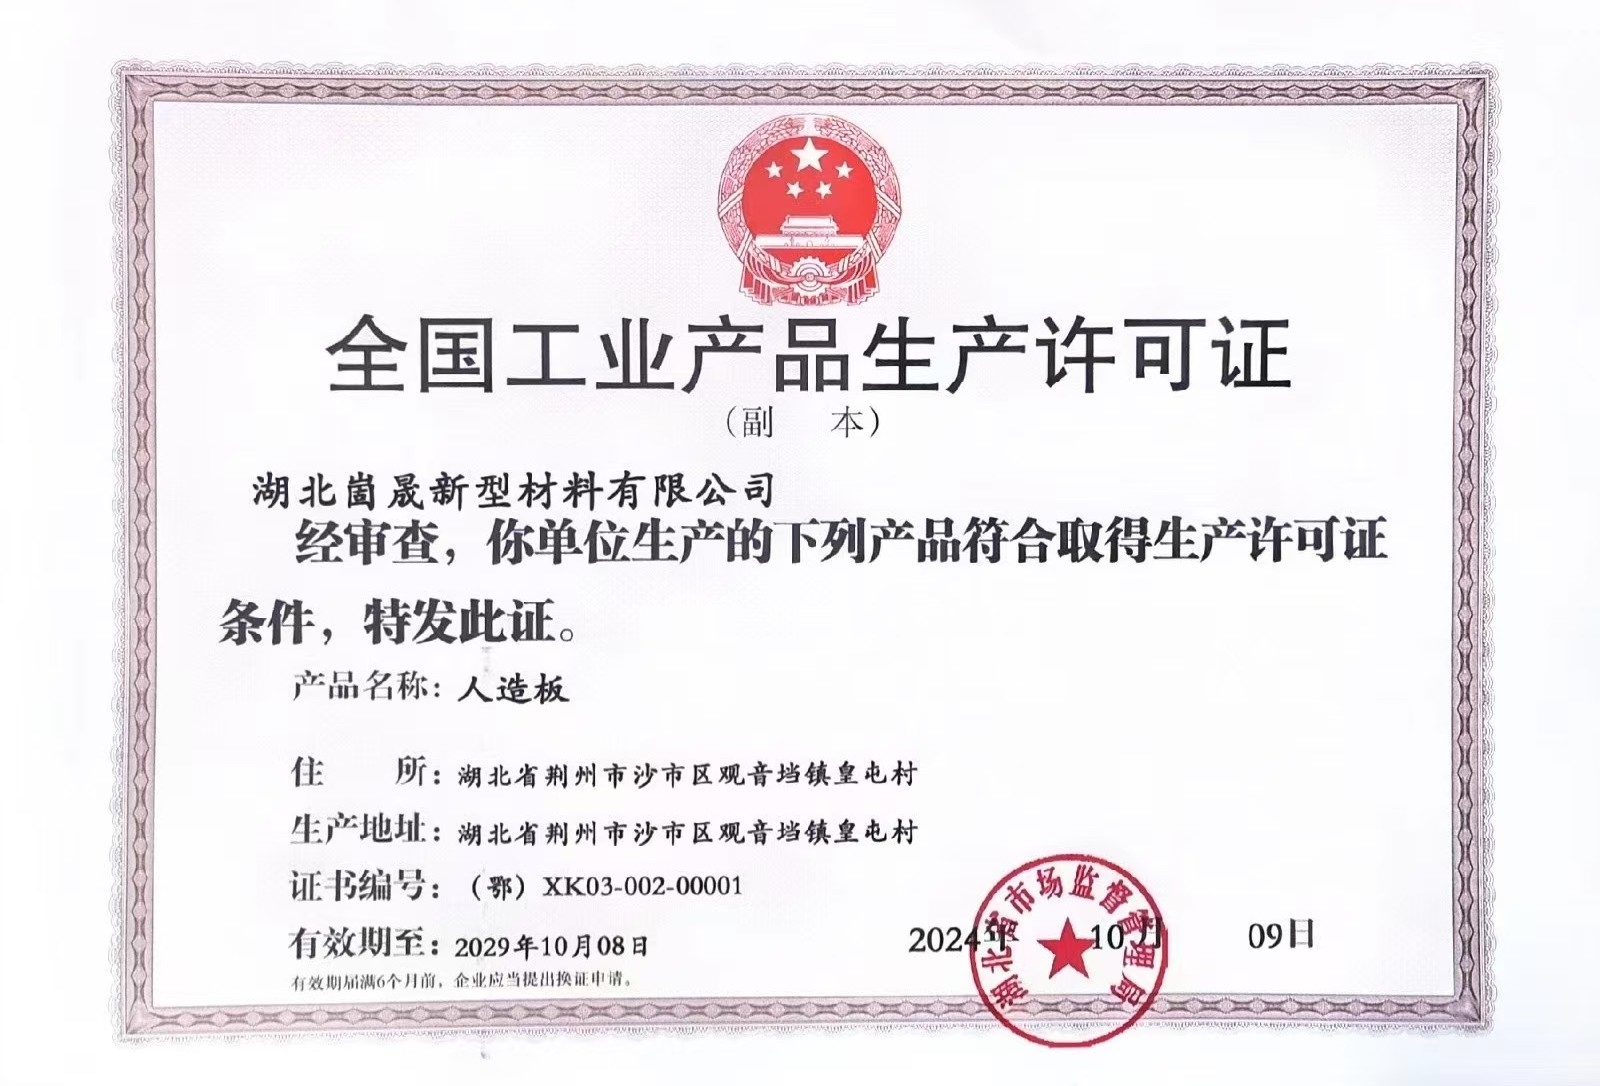 全国工业产品生产许可证
（副 本）
湖北崮晟新型材料有限公司
经审查，你单位生产的下列产品符合取得生产许可证
条件，特发此证。
产品名称：人造板
住 所：湖北省荆州市沙市区观音垱镇皇屯村
生产地址：湖北省荆州市沙市区观音垱镇皇屯村
证书编号：（鄂）XK03-002-00001
有效期至：2029年10月08日
2024年 10月 09日
湖北省市场监督管理局
有效期届满6个月前，企业应当提出换证申请。